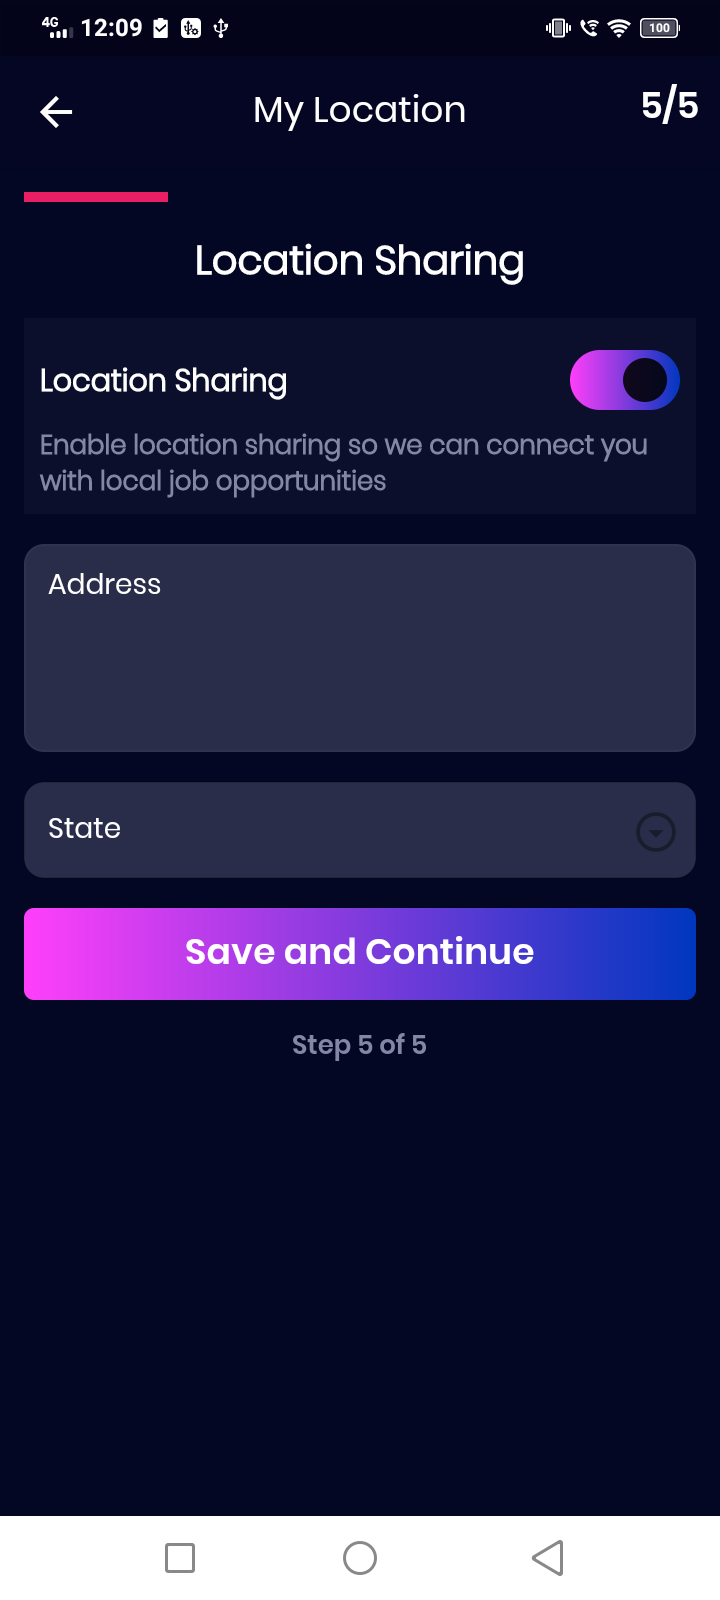 4G 12:09 100
My Location 5/5
Location Sharing
Location Sharing
Enable location sharing so we can connect you
with local job opportunities
Address
State
Save and Continue
Step 5 of 5